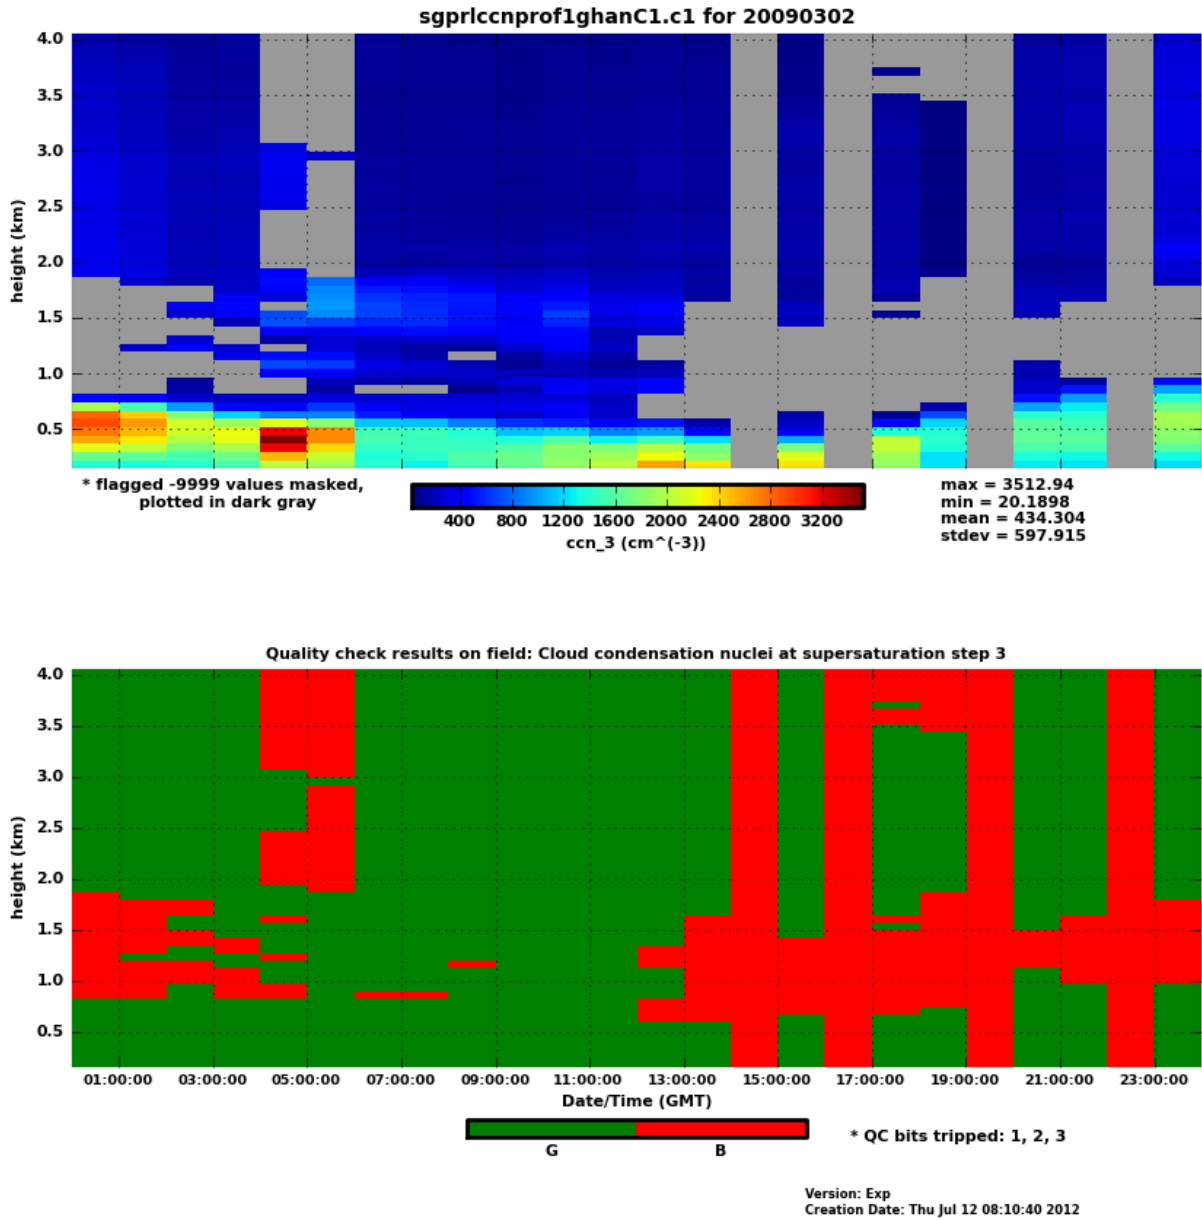 sgprlccnprof1ghanC1.c1 for 20090302
4.0
3.5
3.0
2.5
2.0
1.5
1.0
0.5
height (km)
* flagged -9999 values masked,
plotted in dark gray
400 800 1200 1600 2000 2400 2800 3200
ccn_3 (cm^(-3))
max = 3512.94
min = 20.1898
mean = 434.304
stdev = 597.915
Quality check results on field: Cloud condensation nuclei at supersaturation step 3
4.0
3.5
3.0
2.5
2.0
1.5
1.0
0.5
height (km)
01:00:00 03:00:00 05:00:00 07:00:00 09:00:00 11:00:00 13:00:00 15:00:00 17:00:00 19:00:00 21:00:00 23:00:00
Date/Time (GMT)
G B
* QC bits tripped: 1, 2, 3
Version: Exp
Creation Date: Thu Jul 12 08:10:40 2012